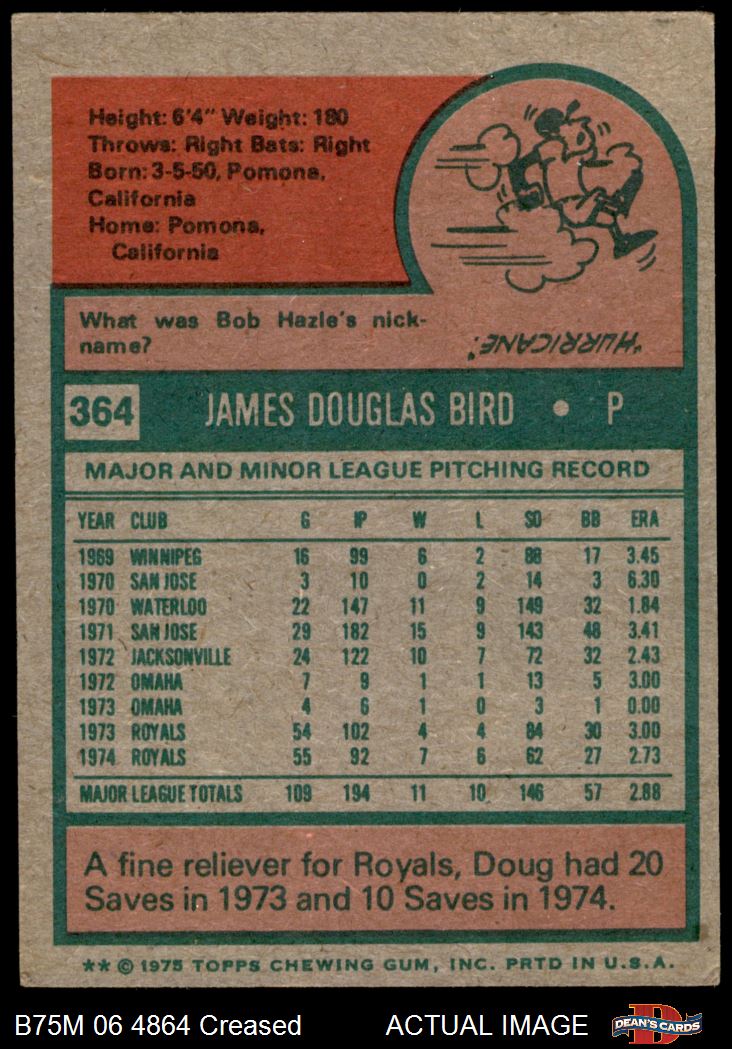 Height: 6'4" Weight: 180
Throws: Right Bats: Right
Born: 3-5-50, Pomona,
California
Home: Pomona,
California
What was Bob Hazle's nick-
name?
"HURRICANE".
364 JAMES DOUGLAS BIRD • P
MAJOR AND MINOR LEAGUE PITCHING RECORD
YEAR CLUB G IP W L SO BB ERA
1969 WINNIPEG 16 99 6 2 88 17 3.45
1970 SAN JOSE 3 10 0 2 14 3 6.30
1970 WATERLOO 22 147 11 9 149 32 1.84
1971 SAN JOSE 29 182 15 9 143 48 3.41
1972 JACKSONVILLE 24 122 10 7 72 32 2.43
1972 OMAHA 7 9 1 1 13 5 3.00
1973 OMAHA 4 6 1 0 3 1 0.00
1973 ROYALS 54 102 4 4 84 30 3.00
1974 ROYALS 55 92 7 6 62 27 2.73
MAJOR LEAGUE TOTALS 109 194 11 10 146 57 2.88
A fine reliever for Royals, Doug had 20
Saves in 1973 and 10 Saves in 1974.
** © 1975 TOPPS CHEWING GUM, INC. PRTD IN U.S.A.
B75M 06 4864 Creased ACTUAL IMAGE DEAN'S CARDS